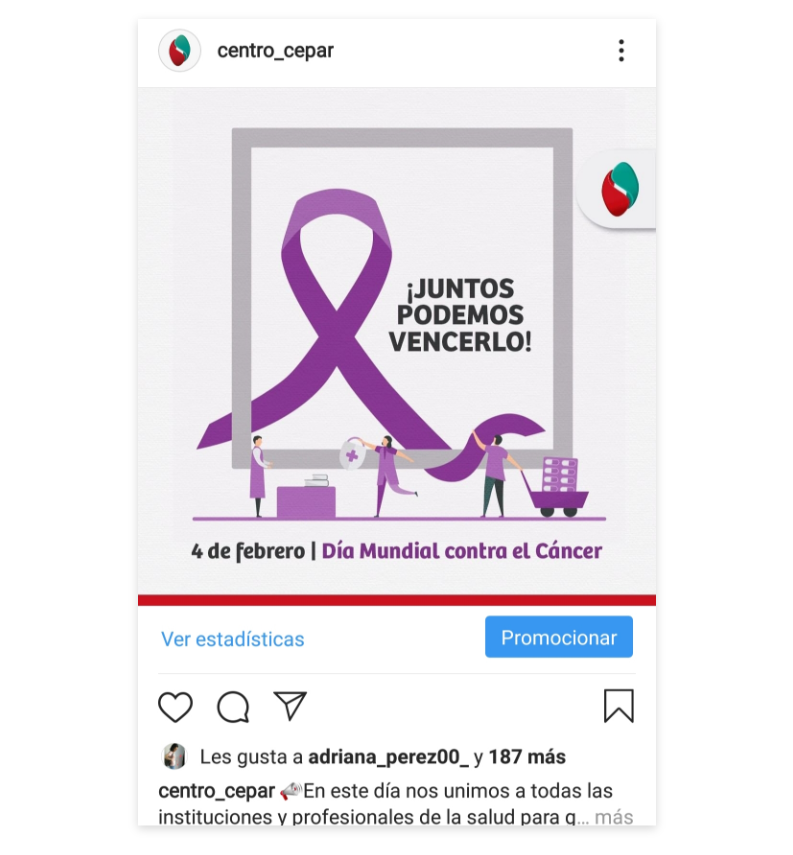 centro_cepar
¡JUNTOS
PODEMOS
VENCERLO!
4 de febrero | Día Mundial contra el Cáncer
Ver estadísticas
Promocionar
Les gusta a adriana_perez00_ y 187 más
centro_cepar En este día nos unimos a todas las
instituciones y profesionales de la salud para q... más